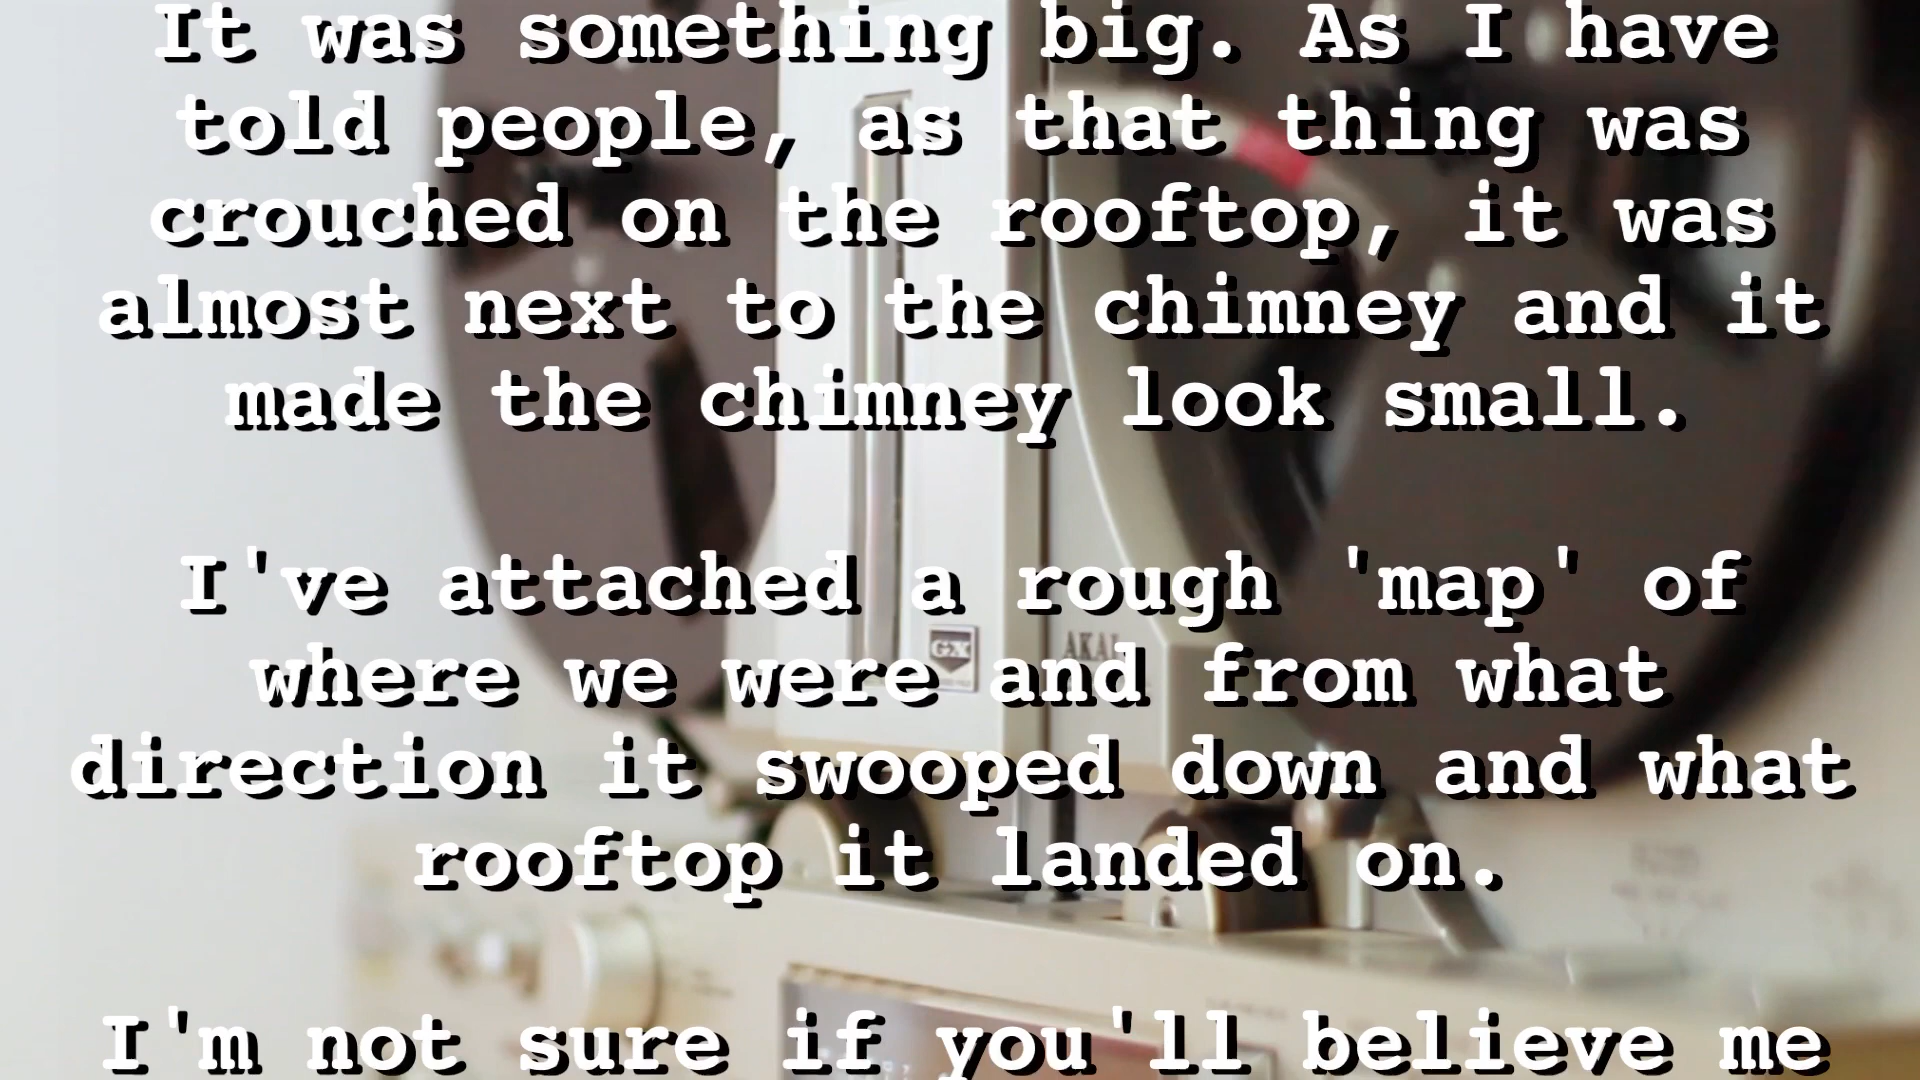 It was something big. As I have
told people, as that thing was
crouched on the rooftop, it was
almost next to the chimney and it
made the chimney look small.
I've attached a rough 'map' of
where we were and from what
direction it swooped down and what
rooftop it landed on.
I'm not sure if you'll believe me
GX
AKAI